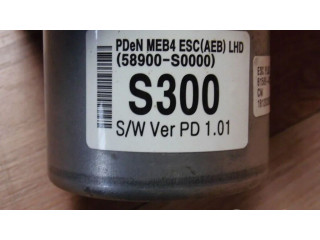 PDeN MEB4 ESC(AEB) LHD
(58900-S0000)
S300
S/W Ver PD 1.01